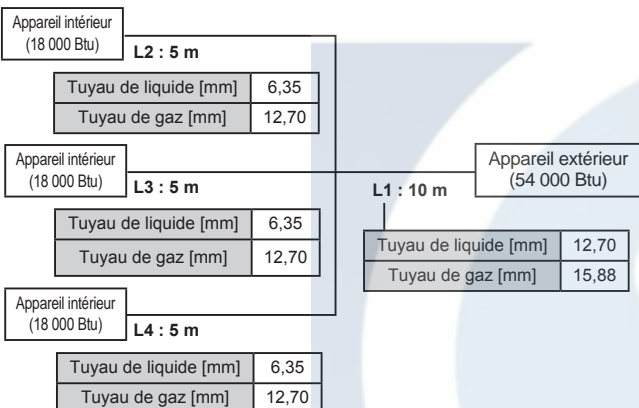 Appareil intérieur
(18 000 Btu)
L2 : 5 m
Tuyau de liquide [mm] 6,35
Tuyau de gaz [mm] 12,70
Appareil intérieur
(18 000 Btu)
L3 : 5 m
Tuyau de liquide [mm] 6,35
Tuyau de gaz [mm] 12,70
Appareil intérieur
(18 000 Btu)
L4 : 5 m
Tuyau de liquide [mm] 6,35
Tuyau de gaz [mm] 12,70
Appareil extérieur
(54 000 Btu)
L1 : 10 m
Tuyau de liquide [mm] 12,70
Tuyau de gaz [mm] 15,88